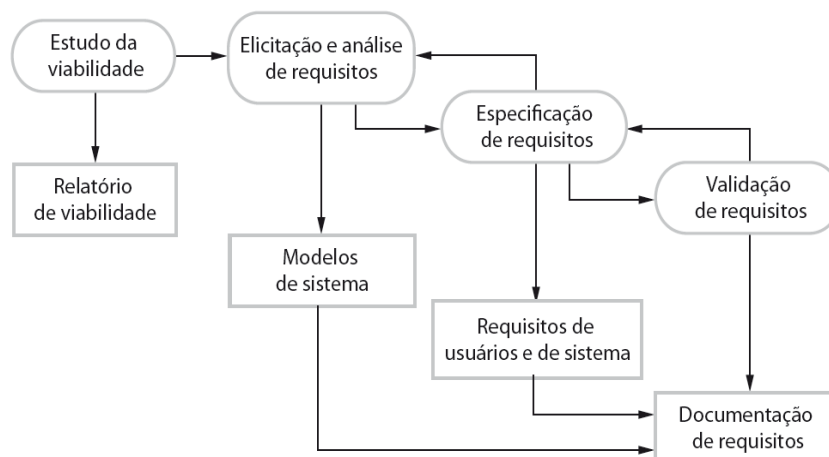 Estudo da
viabilidade
Elicitação e análise
de requisitos
Especificação
de requisitos
Validação
de requisitos
Relatório
de viabilidade
Modelos
de sistema
Requisitos de
usuários e de sistema
Documentação
de requisitos